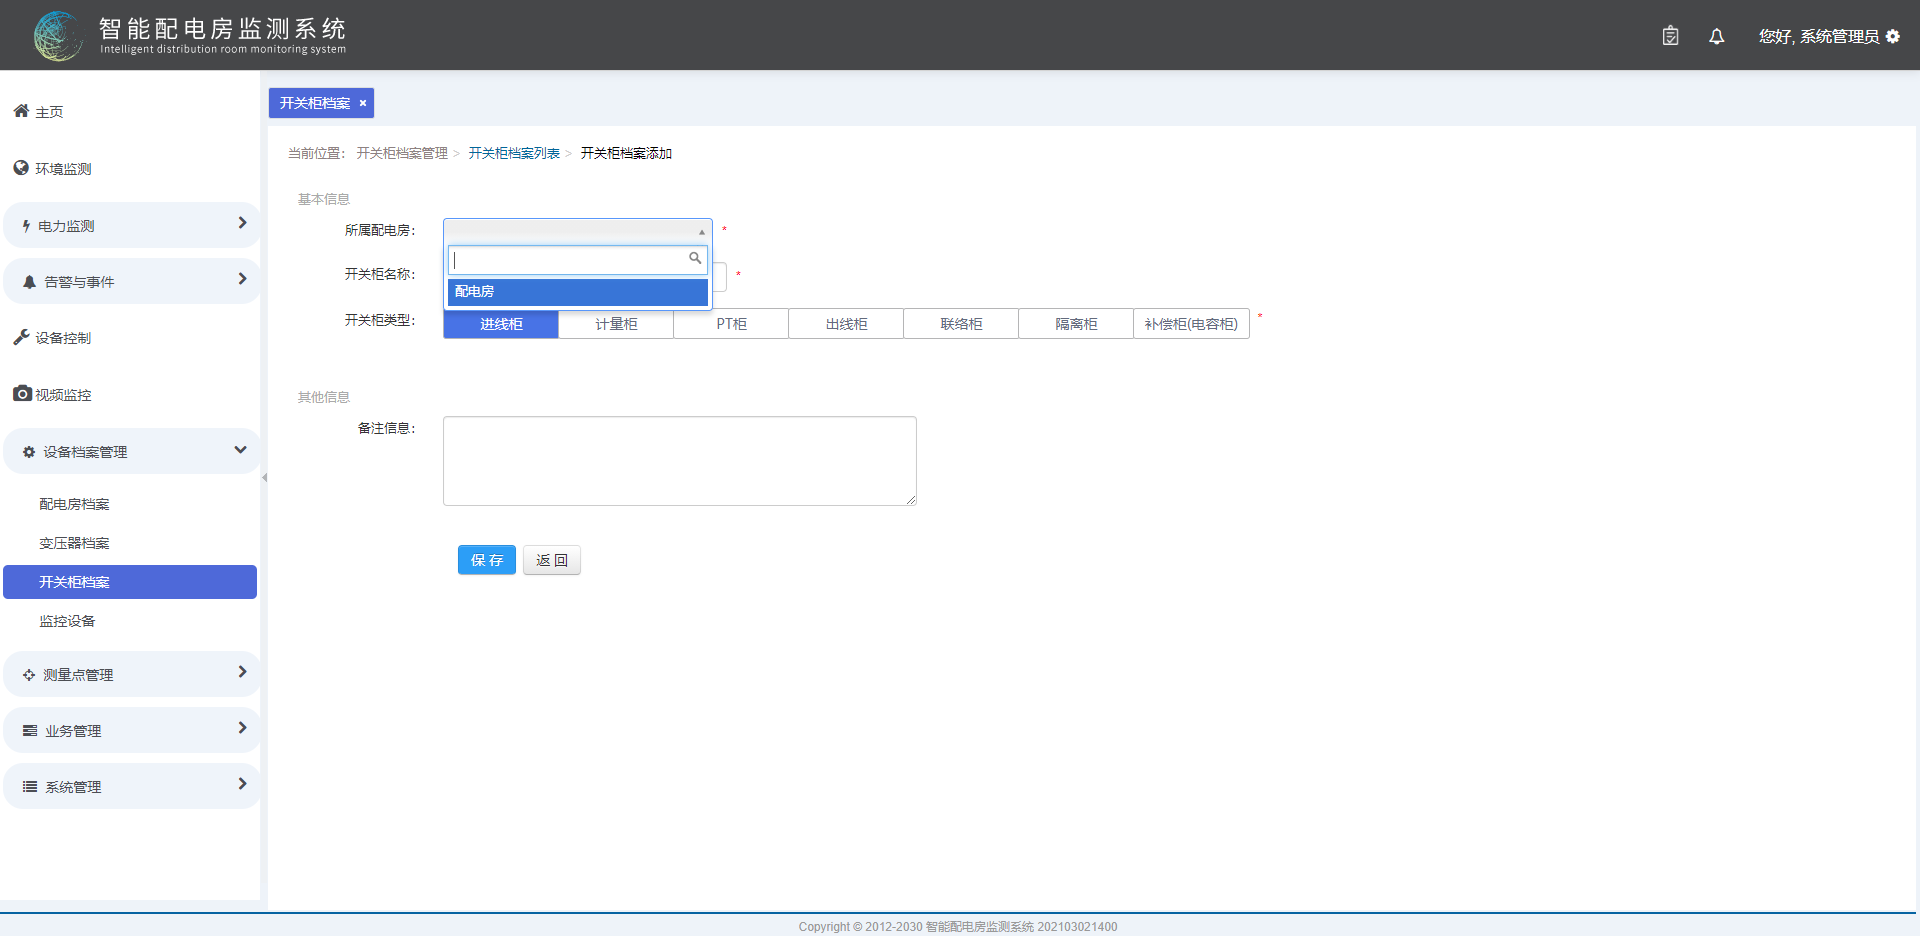 智能配电房监测系统
Intelligent distribution room monitoring system
您好, 系统管理员
主页
环境监测
电力监测
告警与事件
设备控制
视频监控
设备档案管理
配电房档案
变压器档案
开关柜档案
监控设备
测量点管理
业务管理
系统管理
开关柜档案 ×
当前位置： 开关柜档案管理 > 开关柜档案列表 > 开关柜档案添加
基本信息
所属配电房： *
配电房
开关柜名称： *
开关柜类型： 进线柜 计量柜 PT柜 出线柜 联络柜 隔离柜 补偿柜(电容柜) *
其他信息
备注信息：
保 存 返 回
Copyright © 2012-2030 智能配电房监测系统 202103021400